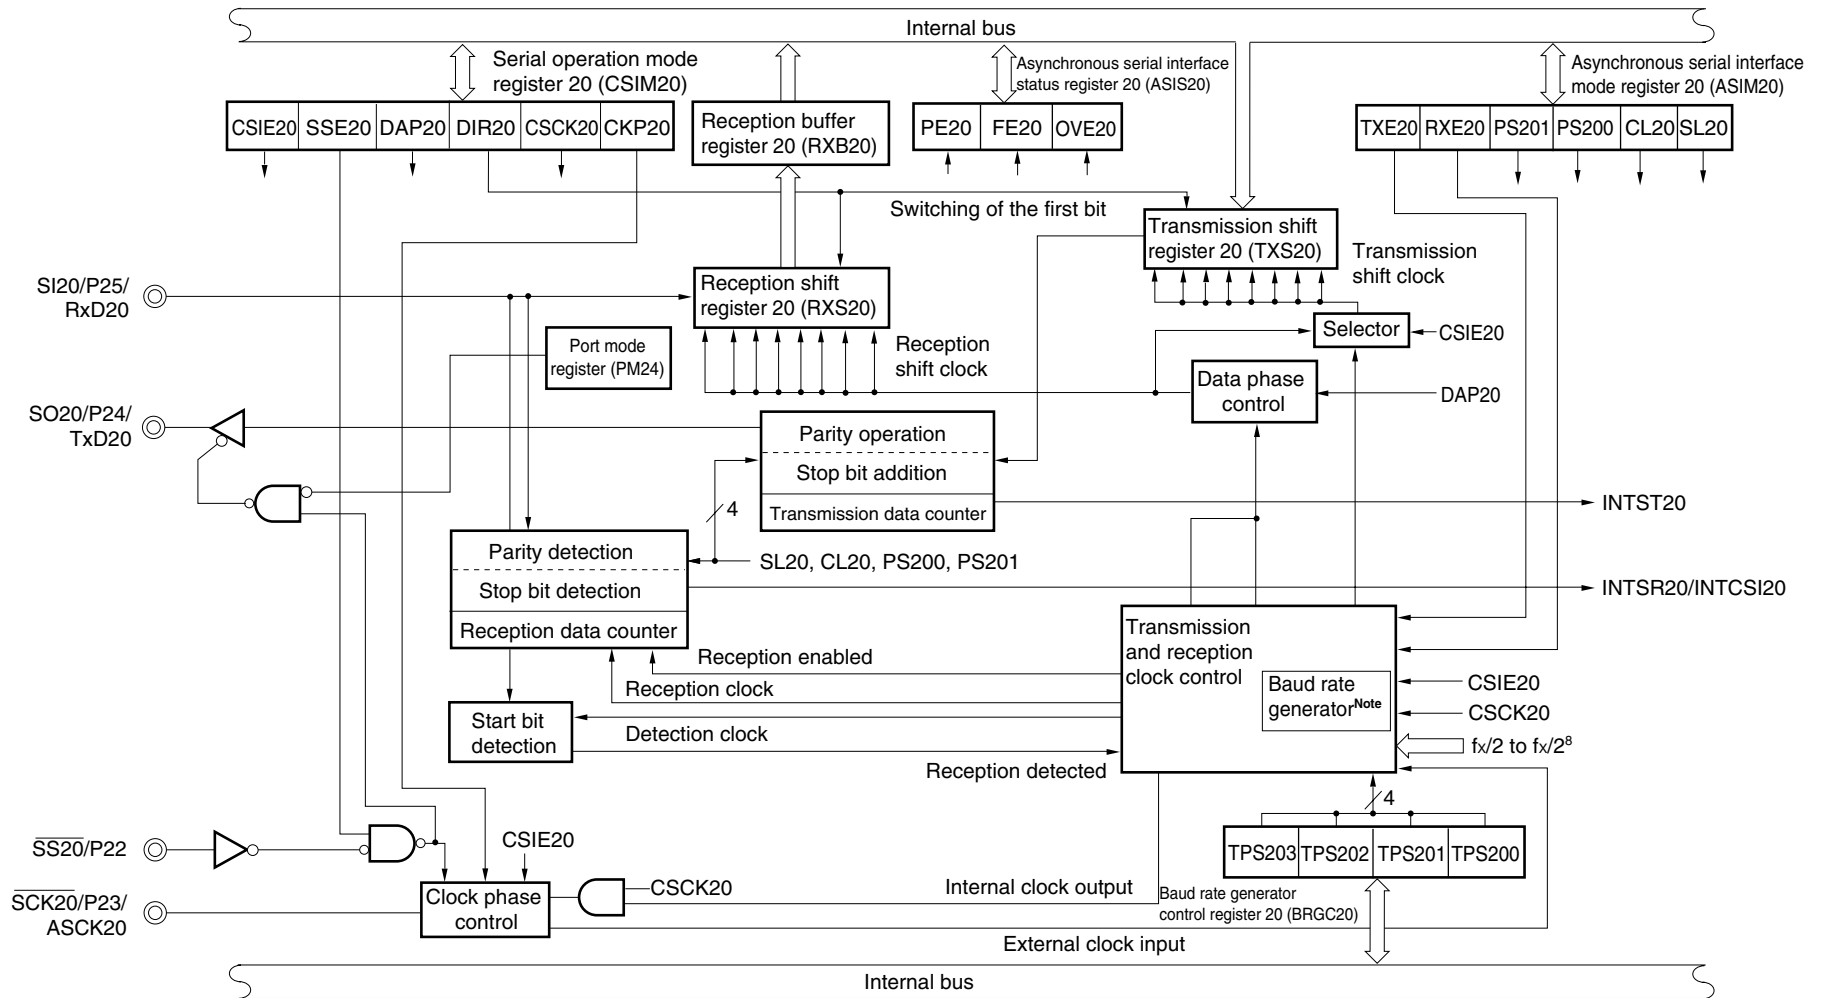 Internal bus
Serial operation mode
register 20 (CSIM20)
Asynchronous serial interface
status register 20 (ASIS20)
Asynchronous serial interface
mode register 20 (ASIM20)
CSIE20 SSE20 DAP20 DIR20 CSCK20 CKP20
Reception buffer
register 20 (RXB20)
PE20 FE20 OVE20
TXE20 RXE20 PS201 PS200 CL20 SL20
Switching of the first bit
Transmission shift
register 20 (TXS20)
Transmission
shift clock
SI20/P25/
RxD20
Reception shift
register 20 (RXS20)
Selector
CSIE20
Port mode
register (PM24)
Reception
shift clock
Data phase
control
DAP20
SO20/P24/
TxD20
Parity operation
Stop bit addition
Transmission data counter
4
INTST20
Parity detection
Stop bit detection
Reception data counter
SL20, CL20, PS200, PS201
INTSR20/INTCSI20
Transmission
and reception
clock control
Baud rate
generatorNote
Reception enabled
Reception clock
CSIE20
CSCK20
fx/2 to fx/2⁸
Start bit
detection
Detection clock
Reception detected
4
TPS203 TPS202 TPS201 TPS200
SS20/P22
CSIE20
SCK20/P23/
ASCK20
Clock phase
control
CSCK20
Internal clock output
Baud rate generator
control register 20 (BRGC20)
External clock input
Internal bus